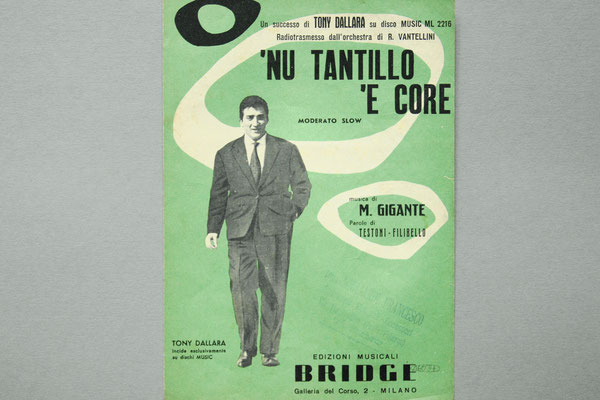 Un successo di TONY DALLARA su disco MUSIC ML 2216
Radiotrasmesso dall'orchestra di R. VANTELLINI
'NU TANTILLO
'E CORE
MODERATO SLOW
musica di
M. GIGANTE
Parole di
TESTONI - FILIBELLO
TONY DALLARA
Incide esclusivamente
su dischi MUSIC
EDIZIONI MUSICALI
BRIDGE
Galleria del Corso, 2 - MILANO